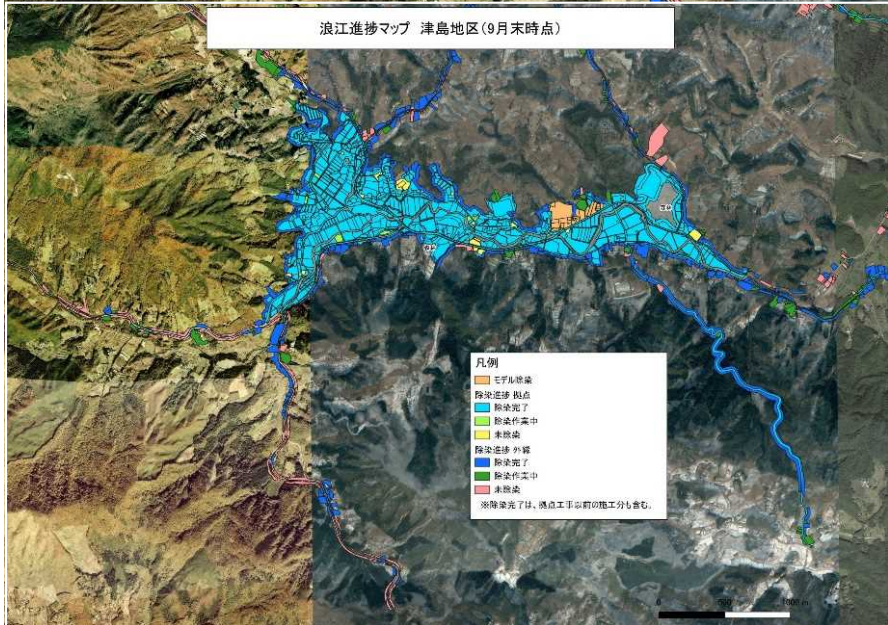 浪江進捗マップ 津島地区(9月末時点)
凡例
モデル除染
除染進捗 拠点
除染完了
除染作業中
未除染
除染進捗 外縁
除染完了
除染作業中
未除染
※除染完了は、拠点工事以前の施工分も含む。
0 500 1000 m